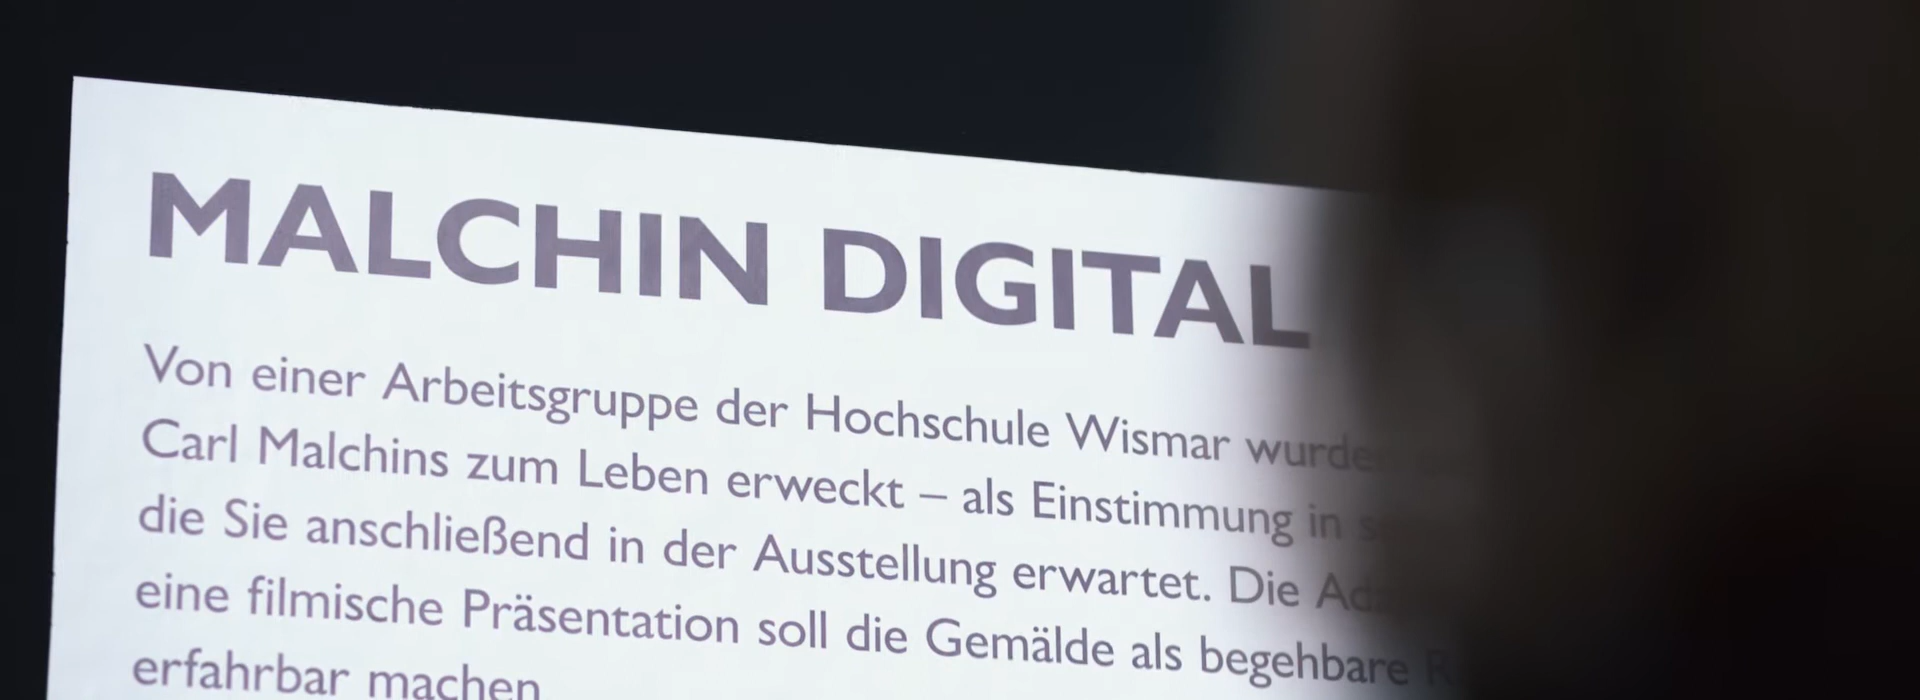 MALCHIN DIGITAL
Von einer Arbeitsgruppe der Hochschule Wismar wurde
Carl Malchins zum Leben erweckt – als Einstimmung in
die Sie anschließend in der Ausstellung erwartet. Die
eine filmische Präsentation soll die Gemälde als begehbare
erfahrbar machen